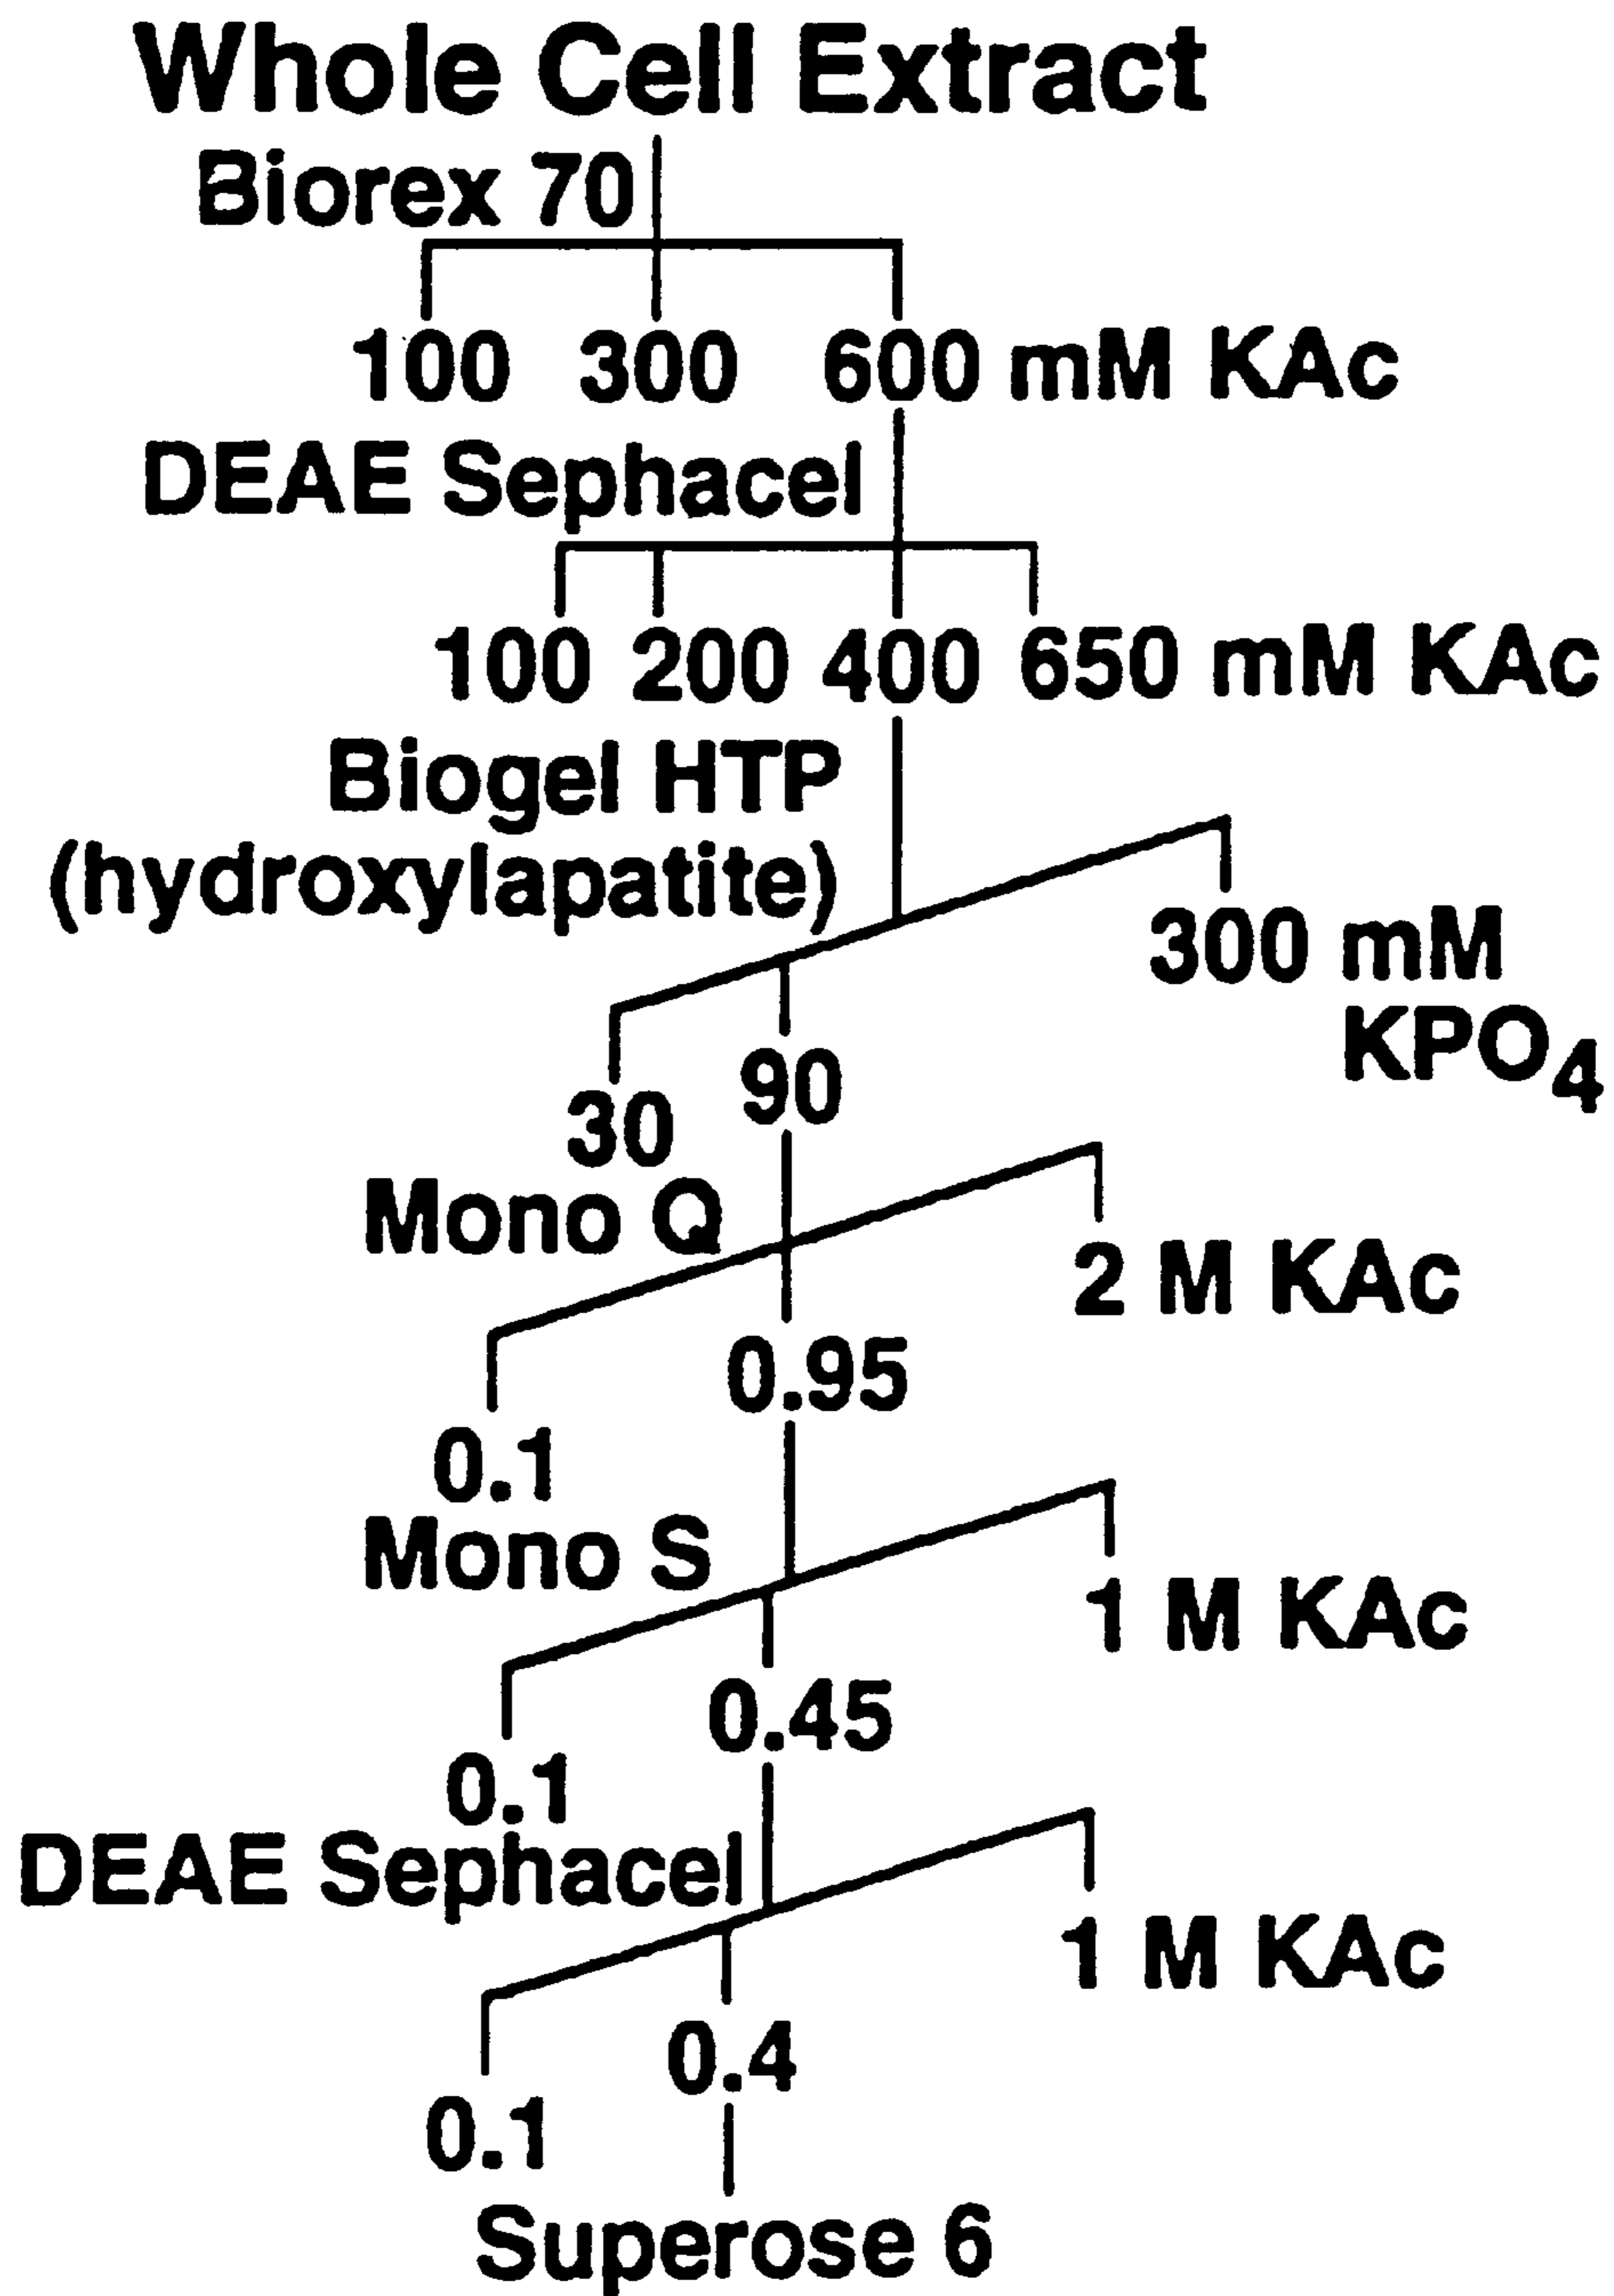 Whole Cell Extract
Biorex 70
100 300 600 mM KAc
DEAE Sephacel
100 200 400 650 mM KAc
Biogel HTP
(hydroxylapatite)
300 mM
KPO4
90
30
Mono Q
2 M KAc
0.95
0.1
Mono S
1 M KAc
0.45
0.1
DEAE Sephacel
1 M KAc
0.4
0.1
Superose 6